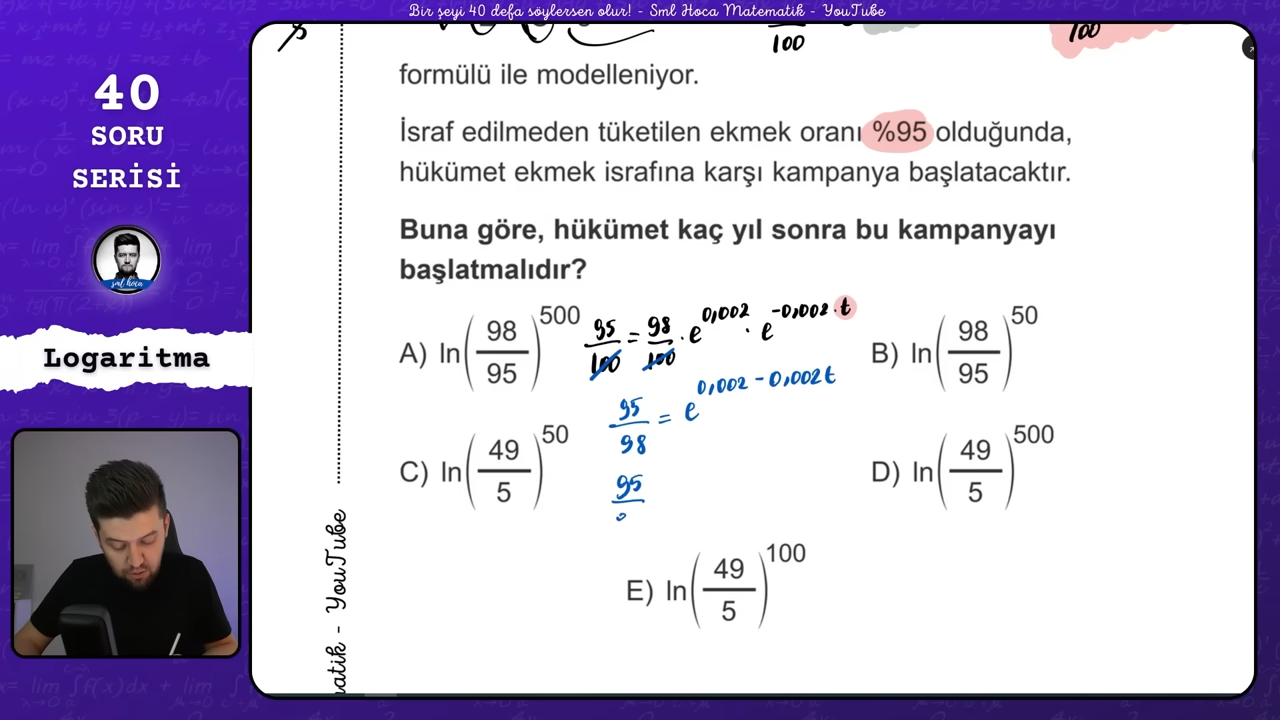 Bir şeyi 40 defa söylersen olur! - Sml Hoca Matematik - YouTube
40
SORU
SERİSİ
sml hoca
Logaritma
100
100
formülü ile modelleniyor.
İsraf edilmeden tüketilen ekmek oranı %95 olduğunda,
hükümet ekmek israfına karşı kampanya başlatacaktır.
Buna göre, hükümet kaç yıl sonra bu kampanyayı
başlatmalıdır?
A) ln(98/95)^500
95/100 = 98/100 · e^0,002 · e^-0,002·t
B) ln(98/95)^50
95/98 = e^0,002 - 0,002t
C) ln(49/5)^50
95
D) ln(49/5)^500
E) ln(49/5)^100
atik - YouTube